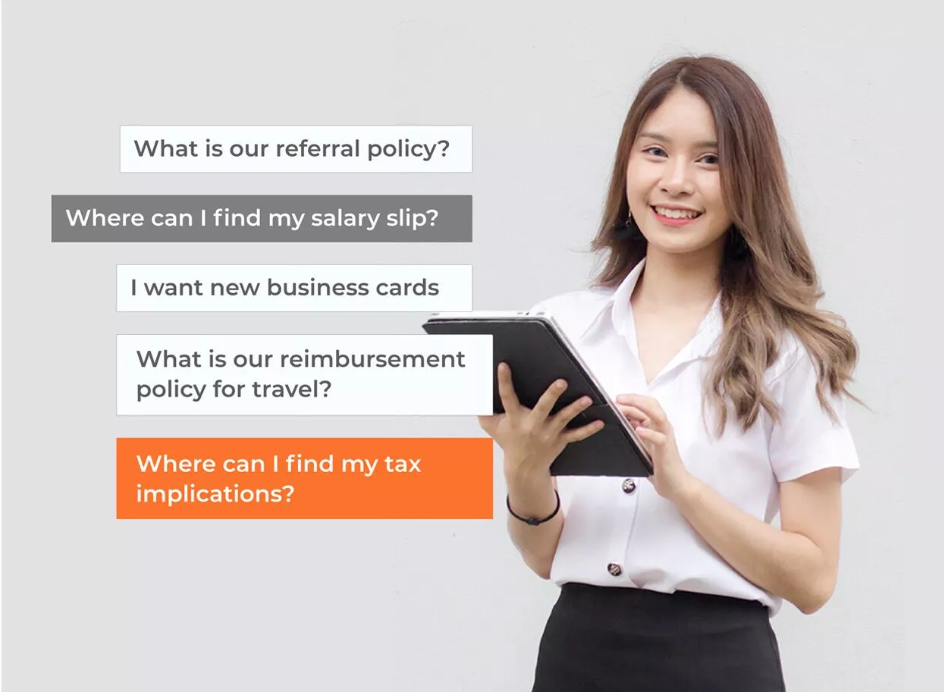 What is our referral policy?
Where can I find my salary slip?
I want new business cards
What is our reimbursement
policy for travel?
Where can I find my tax
implications?